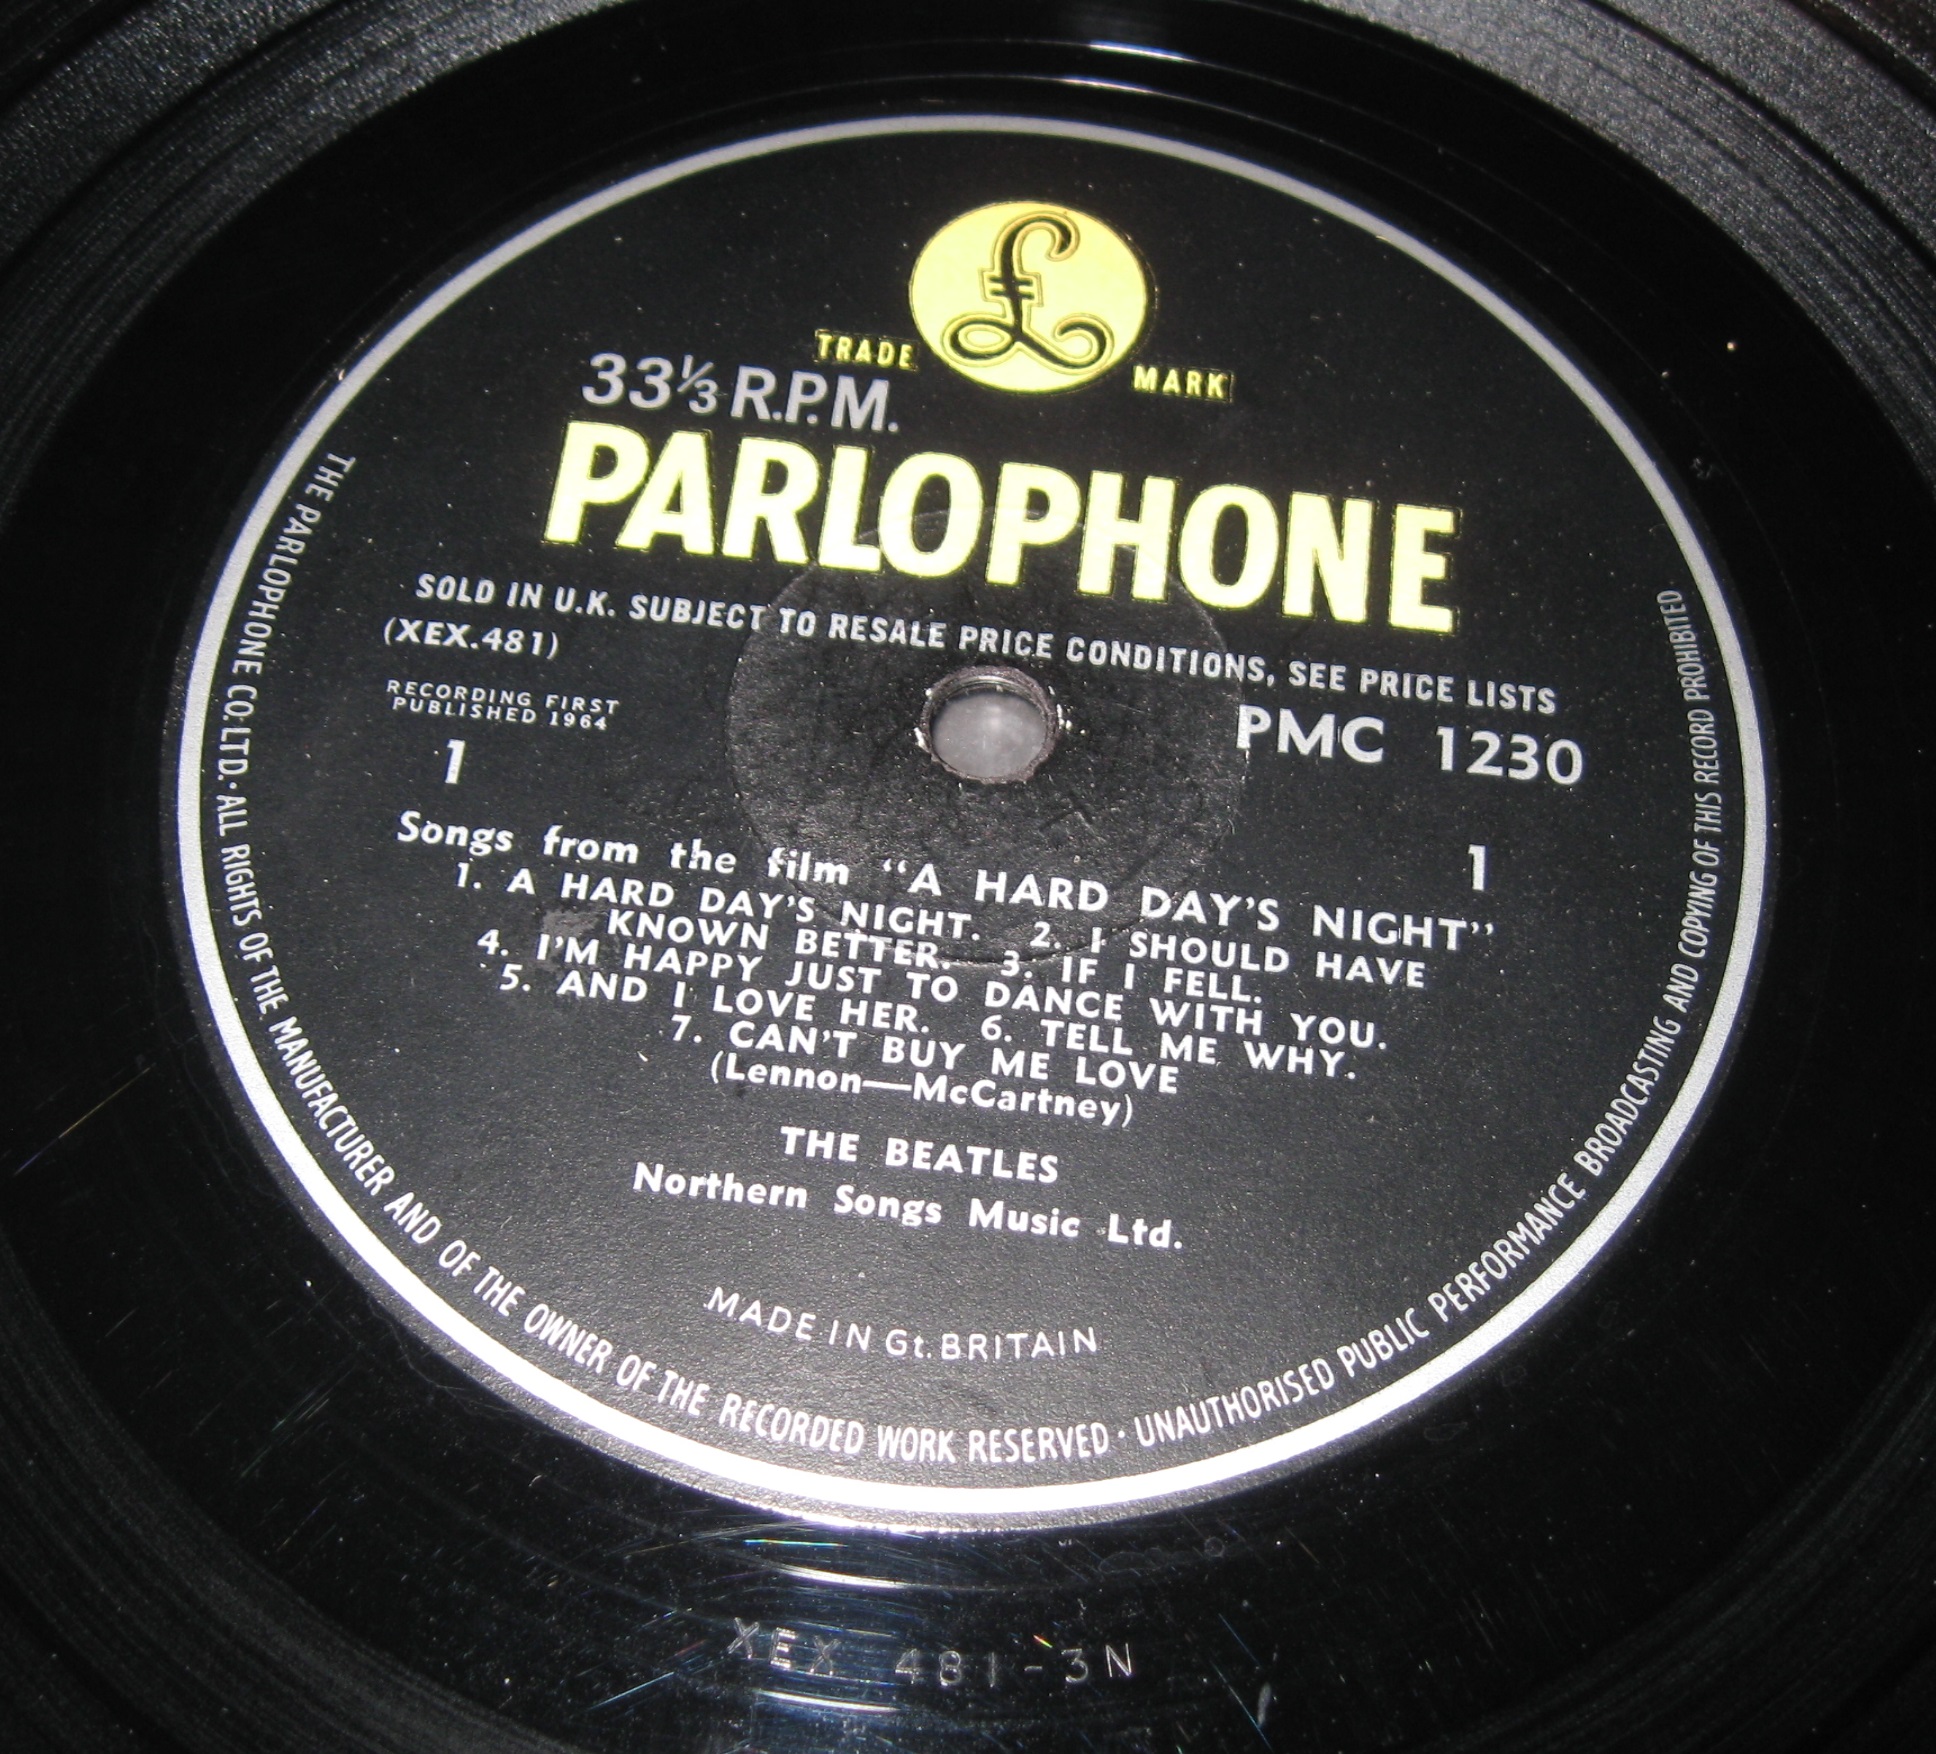 £
TRADE MARK
33⅓ R.P.M.
PARLOPHONE
SOLD IN U.K. SUBJECT TO RESALE PRICE CONDITIONS, SEE PRICE LISTS
(XEX.481)
PMC 1230
RECORDING FIRST
PUBLISHED 1964
1
1
Songs from the film “A HARD DAY’S NIGHT”
1. A HARD DAY’S NIGHT. 2. I SHOULD HAVE
KNOWN BETTER. 3. IF I FELL.
4. I’M HAPPY JUST TO DANCE WITH YOU.
5. AND I LOVE HER. 6. TELL ME WHY.
7. CAN’T BUY ME LOVE
(Lennon—McCartney)
THE BEATLES
Northern Songs Music Ltd.
MADE IN Gt. BRITAIN
THE PARLOPHONE CO. LTD. · ALL RIGHTS OF THE MANUFACTURER AND OF THE OWNER OF THE RECORDED WORK RESERVED · UNAUTHORISED PUBLIC PERFORMANCE BROADCASTING AND COPYING OF THIS RECORD PROHIBITED
XEX 481-3N